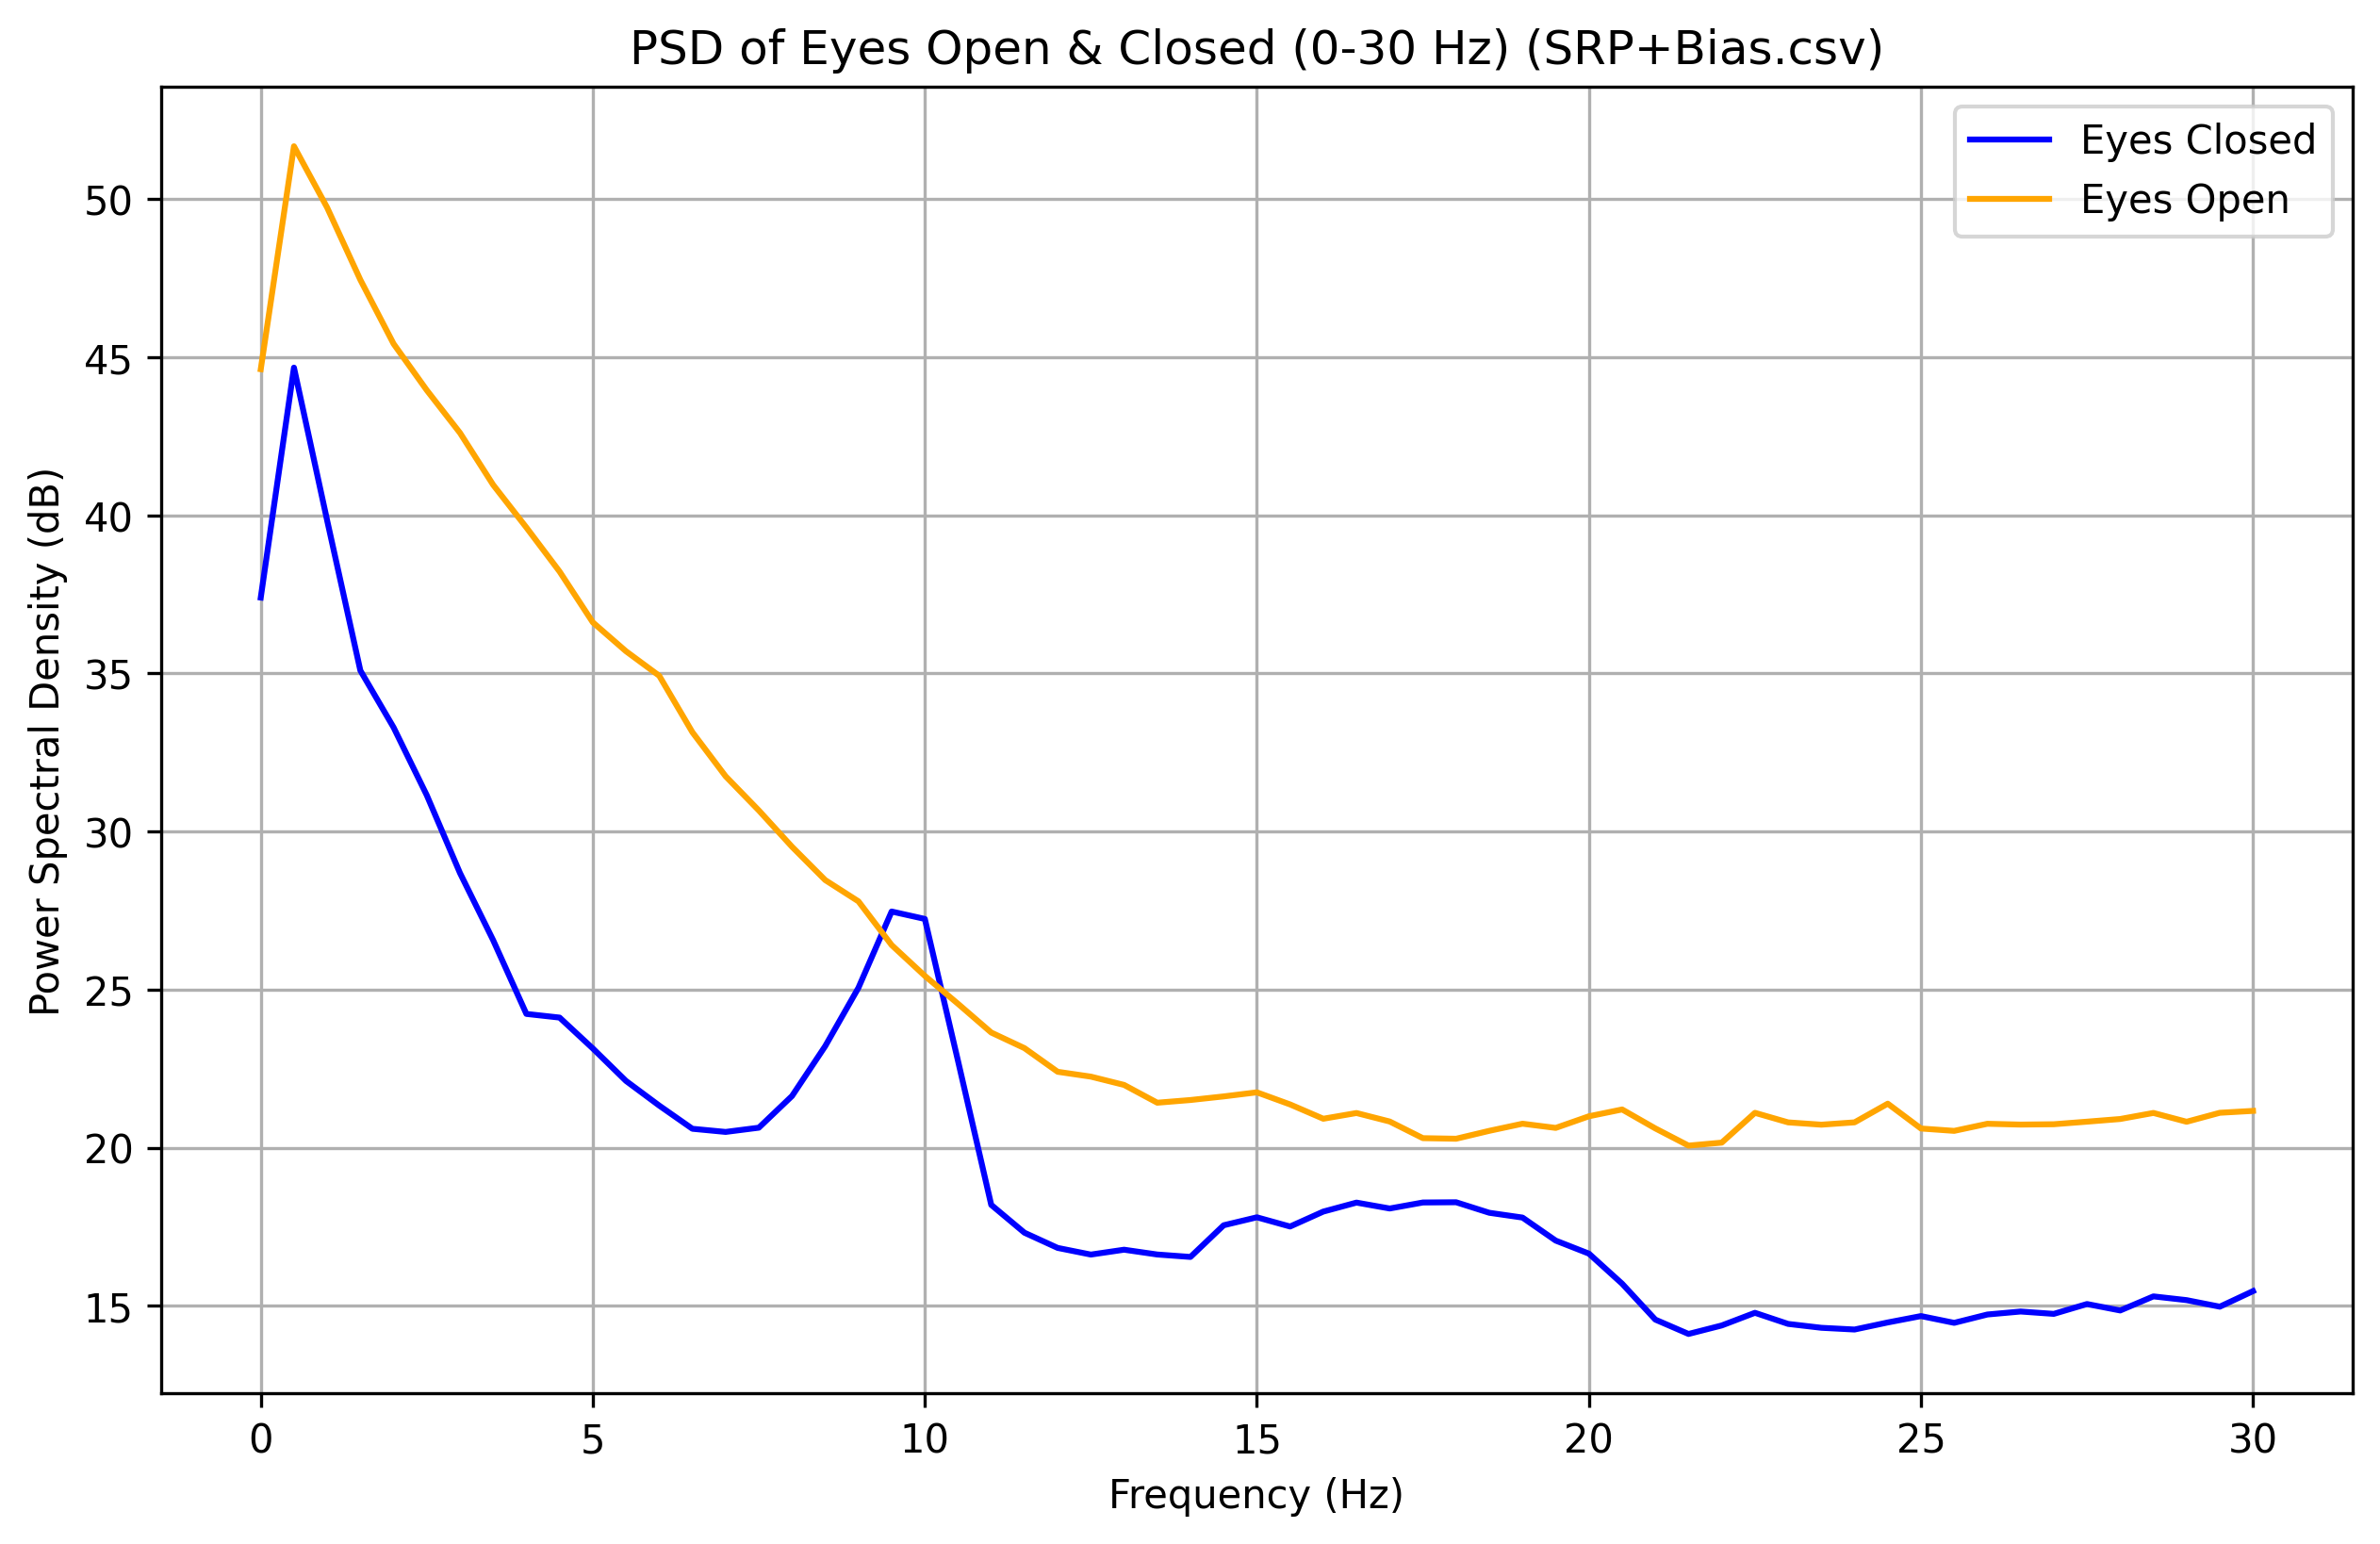 PSD of Eyes Open & Closed (0-30 Hz) (SRP+Bias.csv)
Eyes Closed
Eyes Open
Power Spectral Density (dB)
50
45
40
35
30
25
20
15
0 5 10 15 20 25 30
Frequency (Hz)